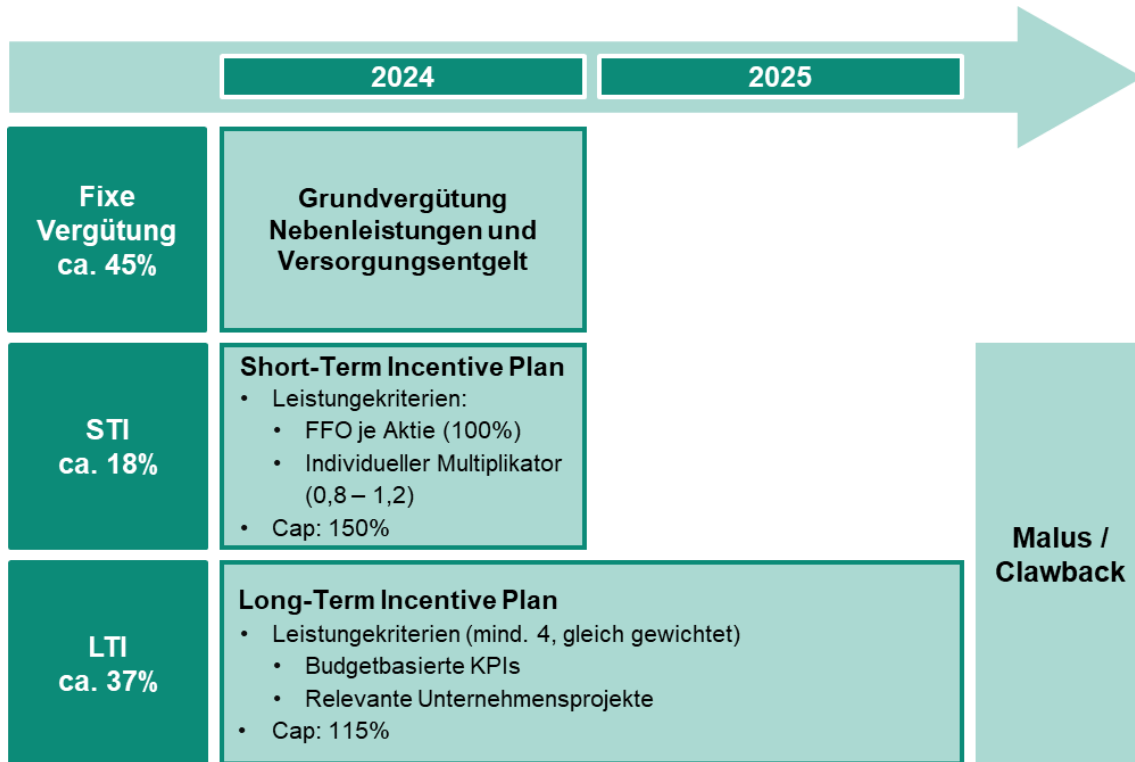 2024
2025
Fixe
Vergütung
ca. 45%
Grundvergütung
Nebenleistungen und
Versorgungsentgelt
STI
ca. 18%
Short-Term Incentive Plan
• Leistungekriterien:
• FFO je Aktie (100%)
• Individueller Multiplikator
(0,8 – 1,2)
• Cap: 150%
LTI
ca. 37%
Long-Term Incentive Plan
• Leistungekriterien (mind. 4, gleich gewichtet)
• Budgetbasierte KPIs
• Relevante Unternehmensprojekte
• Cap: 115%
Malus /
Clawback